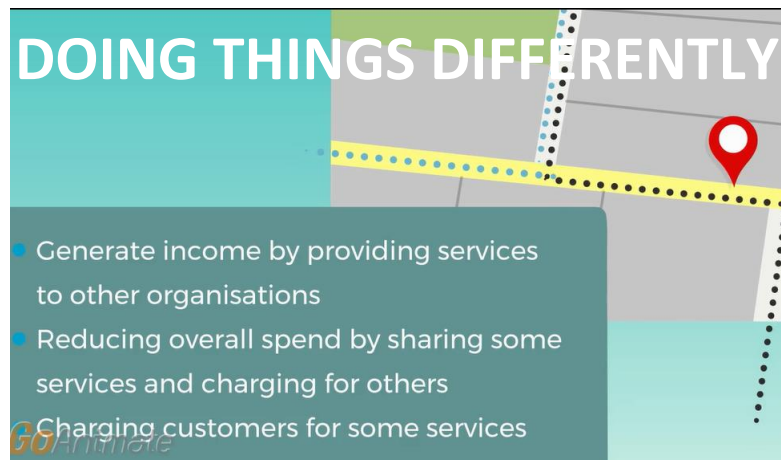 DOING THINGS DIFFERENTLY
Generate income by providing services
to other organisations
Reducing overall spend by sharing some
services and charging for others
Charging customers for some services
GoAnimate